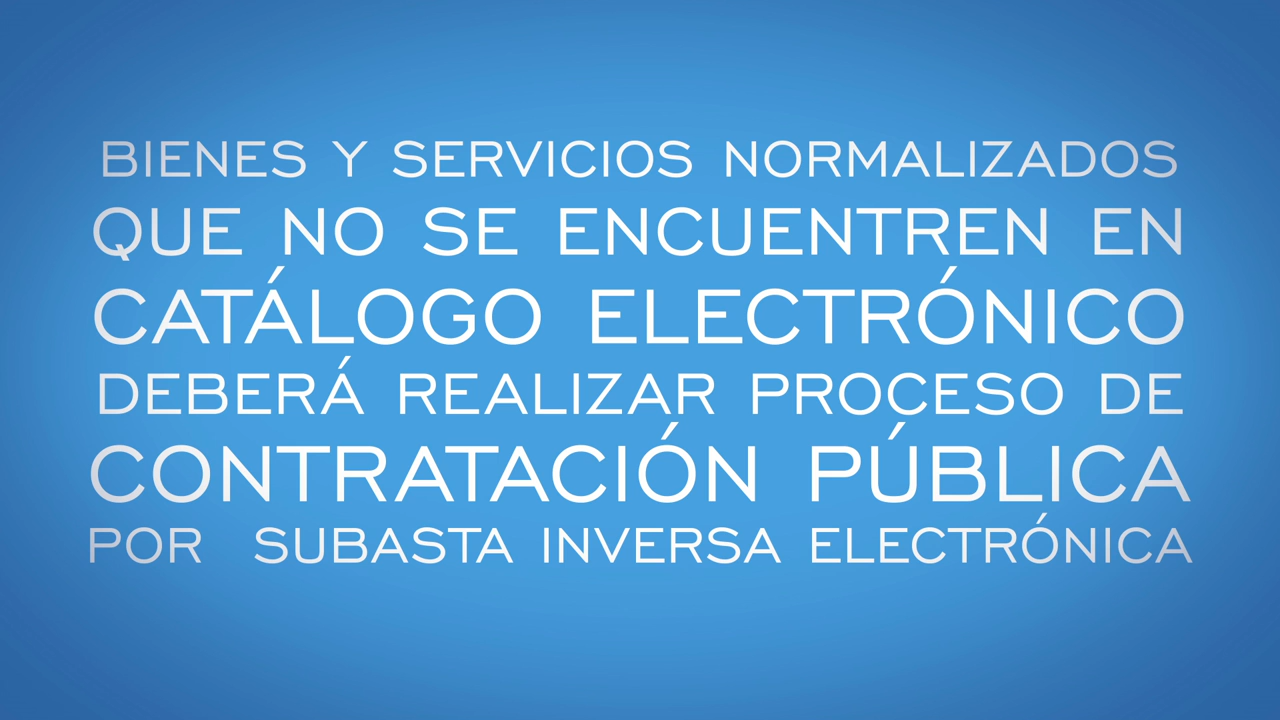 BIENES Y SERVICIOS NORMALIZADOS
QUE NO SE ENCUENTREN EN
CATÁLOGO ELECTRÓNICO
DEBERÁ REALIZAR PROCESO DE
CONTRATACIÓN PÚBLICA
POR SUBASTA INVERSA ELECTRÓNICA